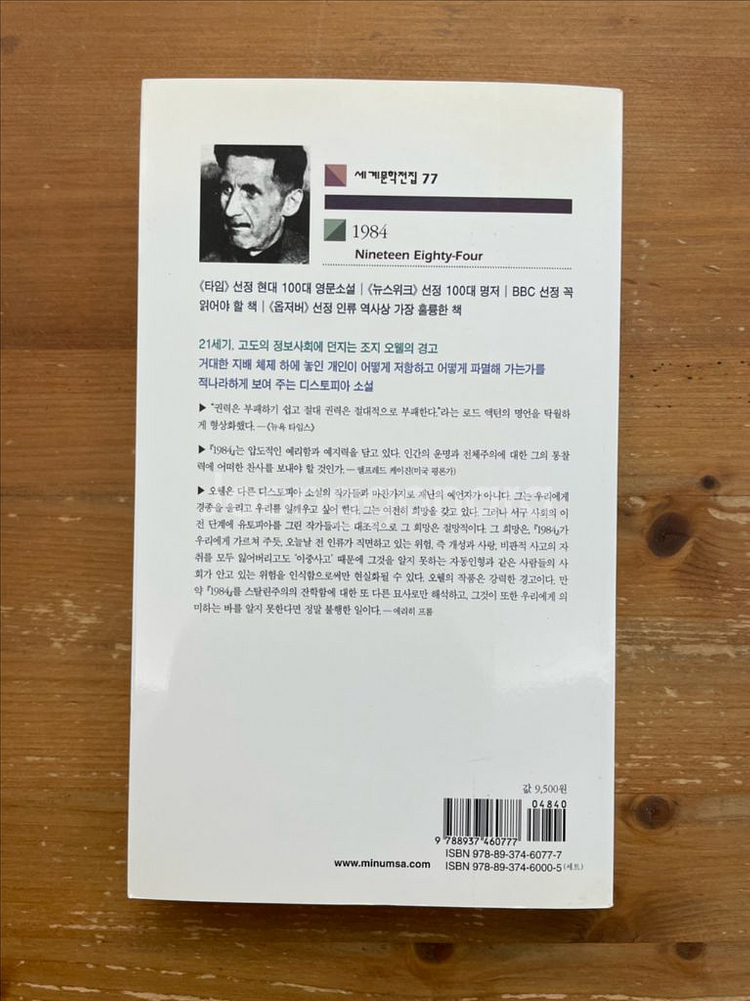 세계문학전집 77
1984
Nineteen Eighty-Four
《타임》 선정 현대 100대 영문소설 | 《뉴스위크》 선정 100대 명저 | BBC 선정 꼭
읽어야 할 책 | 《옵저버》 선정 인류 역사상 가장 훌륭한 책
21세기, 고도의 정보사회에 던지는 조지 오웰의 경고
거대한 지배 체제 하에 놓인 개인이 어떻게 저항하고 어떻게 파멸해 가는가를
적나라하게 보여 주는 디스토피아 소설
▶ "권력은 부패하기 쉽고 절대 권력은 절대적으로 부패한다."라는 로드 액턴의 명언을 탁월하
게 형상화했다. ―《뉴욕 타임스》
▶ 『1984』는 압도적인 예리함과 예지력을 담고 있다. 인간의 운명과 전체주의에 대한 그의 통찰
력에 어떠한 찬사를 보내야 할 것인가. ― 앨프레드 케이진(미국 평론가)
▶ 오웰은 다른 디스토피아 소설의 작가들과 마찬가지로 재난의 예언자가 아니다. 그는 우리에게
경종을 울리고 우리를 일깨우고 싶어 한다. 그는 여전히 희망을 갖고 있다. 그러나 서구 사회의 이
전 단계에 유토피아를 그린 작가들과는 대조적으로 그 희망은 절망적이다. 그 희망은, 『1984』가
우리에게 가르쳐 주듯, 오늘날 전 인류가 직면하고 있는 위험, 즉 개성과 사랑, 비판적 사고의 자
취를 모두 잃어버리고도 '이중사고' 때문에 그것을 알지 못하는 자동인형과 같은 사람들의 사
회가 안고 있는 위험을 인식함으로써만 현실화될 수 있다. 오웰의 작품은 강력한 경고이다. 만
약 『1984』를 스탈린주의의 잔학함에 대한 또 다른 묘사로만 해석하고, 그것이 또한 우리에게 의
미하는 바를 알지 못한다면 정말 불행한 일이다. ― 에리히 프롬
값 9,500원
04840
9 788937 460777
ISBN 978-89-374-6077-7
www.minumsa.com
ISBN 978-89-374-6000-5 (세트)